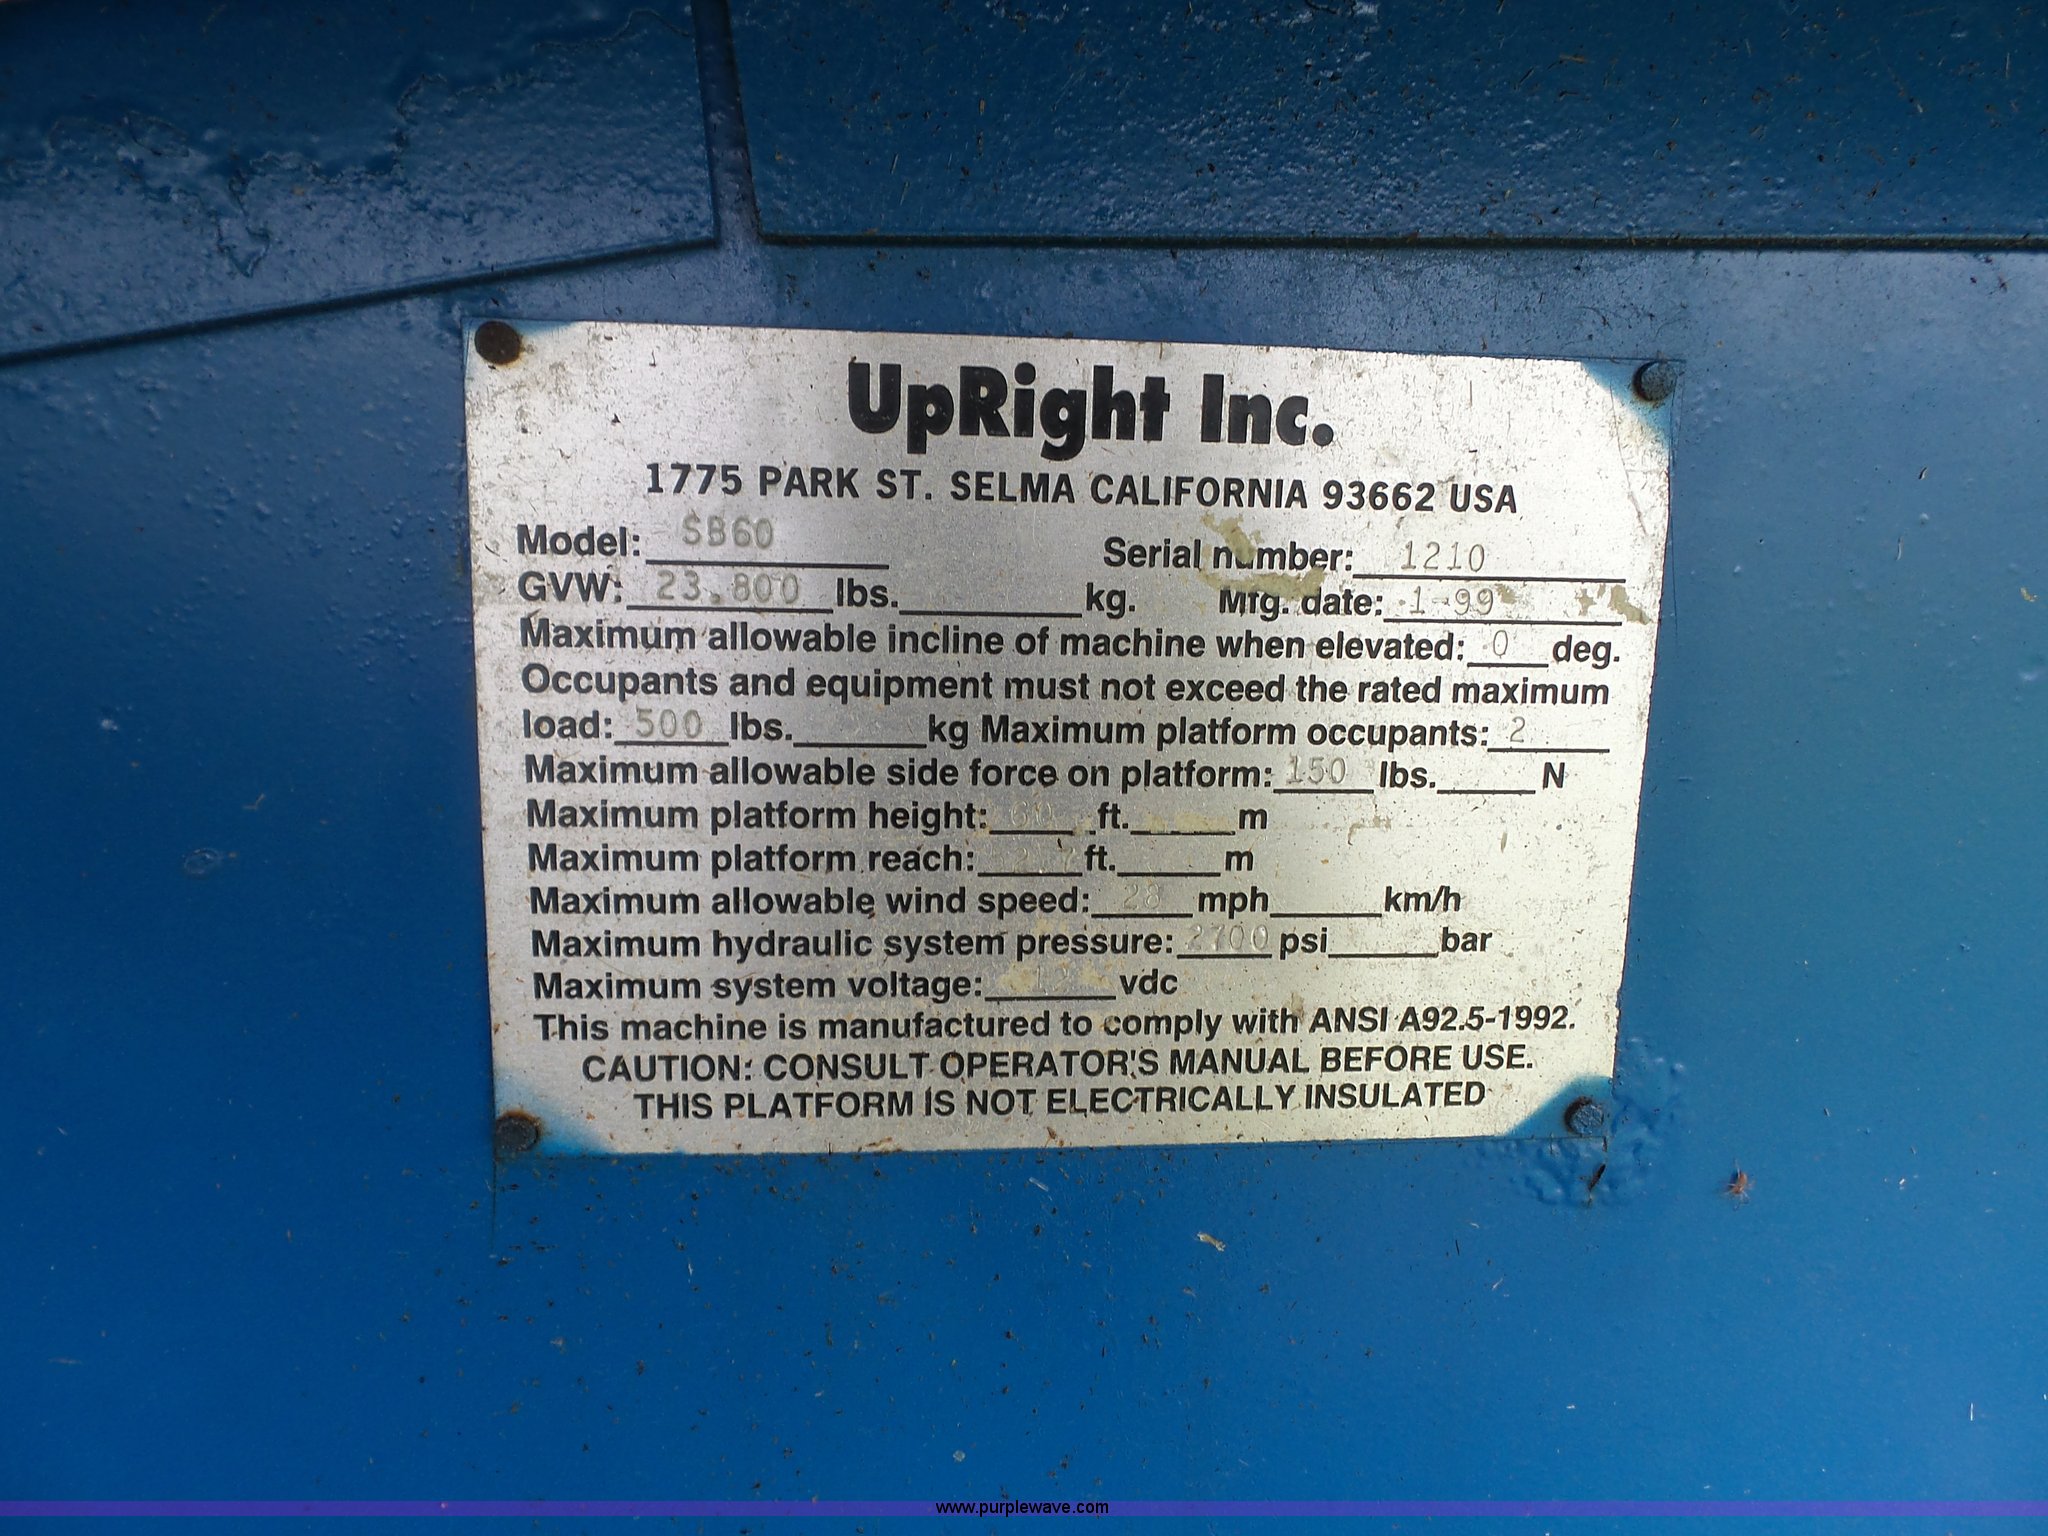 UpRight Inc.
1775 PARK ST. SELMA CALIFORNIA 93662 USA
Model: SB60 Serial number: 1210
GVW: 23.800 lbs. kg. Mfg. date: 1-99
Maximum allowable incline of machine when elevated: 0 deg.
Occupants and equipment must not exceed the rated maximum
load: 500 lbs. kg Maximum platform occupants: 2
Maximum allowable side force on platform: 150 lbs. N
Maximum platform height: 60 ft. m
Maximum platform reach: ft. m
Maximum allowable wind speed: 28 mph km/h
Maximum hydraulic system pressure: 2700 psi bar
Maximum system voltage: 12 vdc
This machine is manufactured to comply with ANSI A92.5-1992.
CAUTION: CONSULT OPERATOR'S MANUAL BEFORE USE.
THIS PLATFORM IS NOT ELECTRICALLY INSULATED
www.purplewave.com